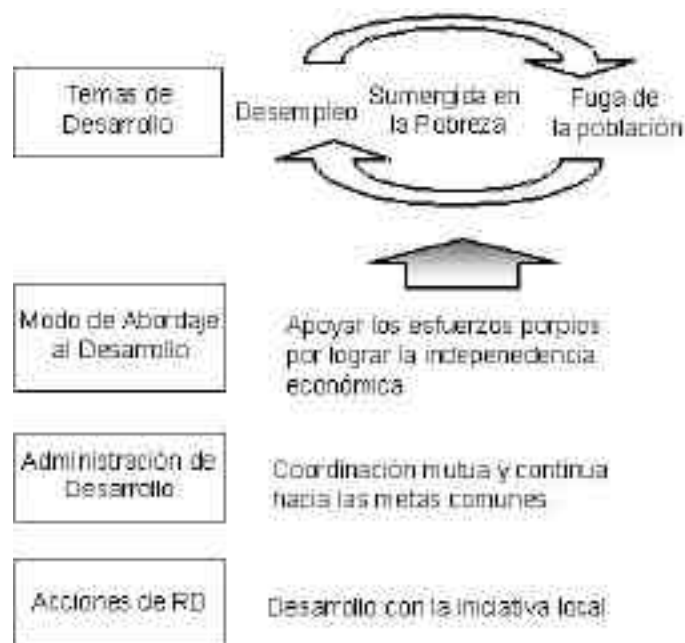 Temas de
Desarrollo
Desempleo
Sumergida en
la Pobreza
Fuga de
la población
Modo de Abordaje
al Desarrollo
Apoyar los esfuerzos porpios
por lograr la indepenedencia
económica
Administración de
Desarrollo
Coordinación mutua y continua
hacia las metas comunes
Acciones de RD
Desarrollo con la iniciativa local